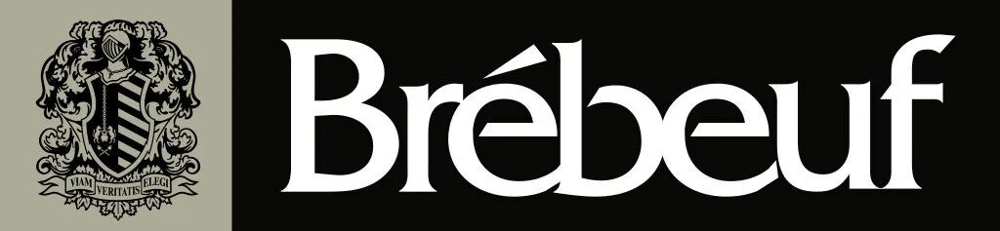 VIAM VERITATIS ELEGI
Brébeuf